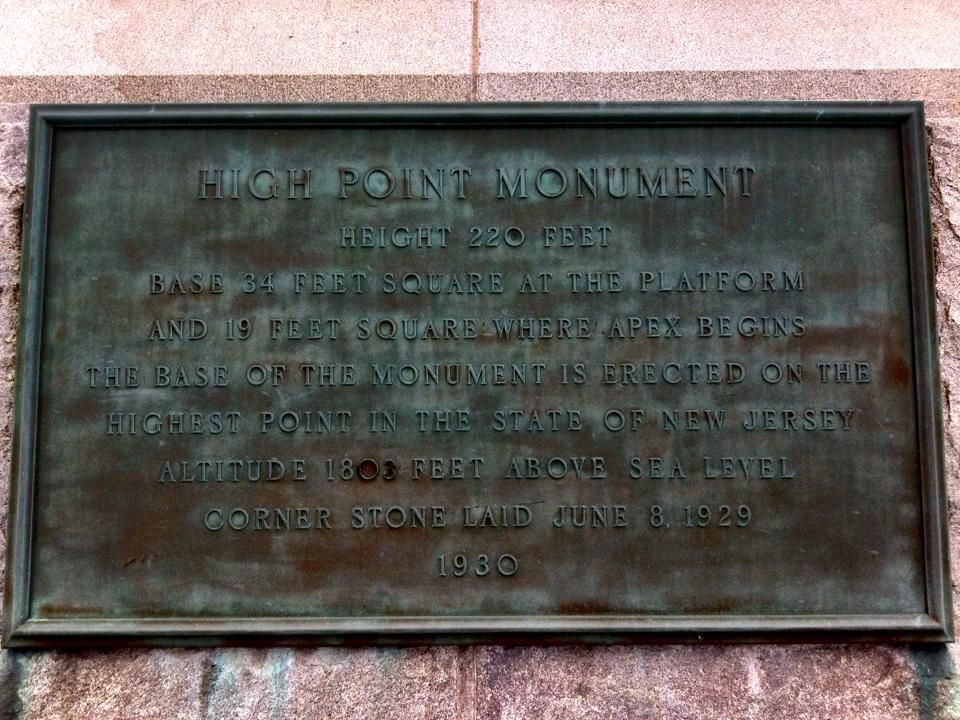 HIGH POINT MONUMENT
HEIGHT 220 FEET
BASE 34 FEET SQUARE AT THE PLATFORM
AND 19 FEET SQUARE WHERE APEX BEGINS
THE BASE OF THE MONUMENT IS ERECTED ON THE
HIGHEST POINT IN THE STATE OF NEW JERSEY
ALTITUDE 1803 FEET ABOVE SEA LEVEL
CORNER STONE LAID JUNE 8, 1929
1930